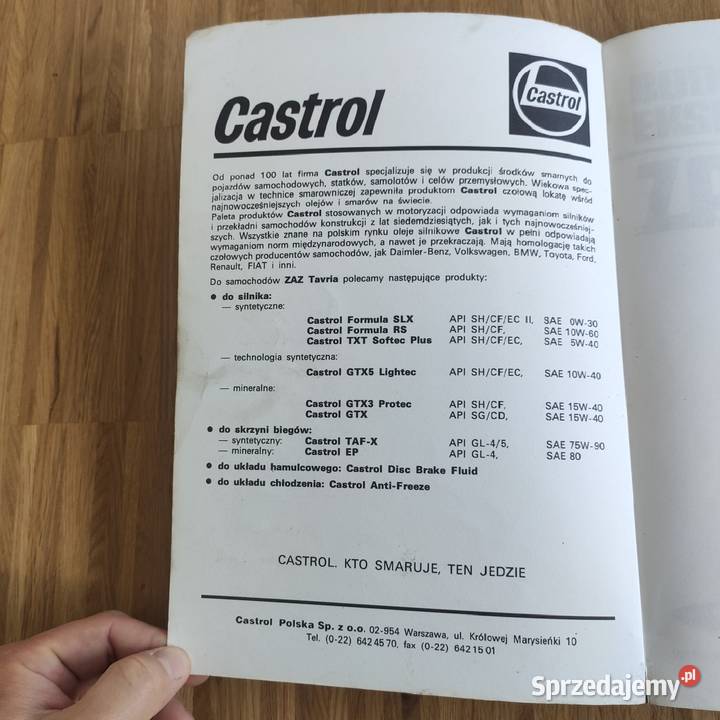 Castrol
Castrol
Od ponad 100 lat firma Castrol specjalizuje się w produkcji środków smarnych do
pojazdów samochodowych, statków, samolotów i celów przemysłowych. Wiekowa spec-
jalizacja w technice smarowniczej zapewniła produktom Castrol czołową lokatę wśród
najnowocześniejszych olejów i smarów na świecie.
Paleta produktów Castrol stosowanych w motoryzacji odpowiada wymaganiom silników
i przekładni samochodów konstrukcji z lat siedemdziesiątych, jak i tych najnowocześniej-
szych. Wszystkie znane na polskim rynku oleje silnikowe Castrol w pełni odpowiadają
wymaganiom norm międzynarodowych, a nawet je przekraczają. Mają homologację takich
czołowych producentów samochodów, jak Daimler-Benz, Volkswagen, BMW, Toyota, Ford,
Renault, FIAT i inni.
Do samochodów ZAZ Tavria polecamy następujące produkty:
● do silnika:
— syntetyczne:
Castrol Formula SLX API SH/CF/EC II, SAE 0W-30
Castrol Formula RS API SH/CF, SAE 10W-60
Castrol TXT Softec Plus API SH/CF/EC, SAE 5W-40
— technologia syntetyczna:
Castrol GTX5 Lightec API SH/CF/EC, SAE 10W-40
— mineralne:
Castrol GTX3 Protec API SH/CF, SAE 15W-40
Castrol GTX API SG/CD, SAE 15W-40
● do skrzyni biegów:
— syntetyczny: Castrol TAF-X API GL-4/5, SAE 75W-90
— mineralny: Castrol EP API GL-4, SAE 80
● do układu hamulcowego: Castrol Disc Brake Fluid
● do układu chłodzenia: Castrol Anti-Freeze
CASTROL. KTO SMARUJE, TEN JEDZIE
Castrol Polska Sp. z o.o. 02-954 Warszawa, ul. Królowej Marysieńki 10
Tel. (0-22) 642 45 70, fax (0-22) 642 15 01
Sprzedajemy.pl